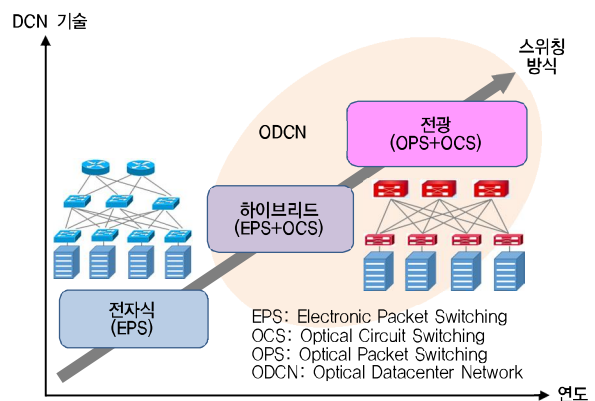 DCN 기술
스위칭
방식
전광
(OPS+OCS)
ODCN
하이브리드
(EPS+OCS)
전자식
(EPS)
EPS: Electronic Packet Switching
OCS: Optical Circuit Switching
OPS: Optical Packet Switching
ODCN: Optical Datacenter Network
연도